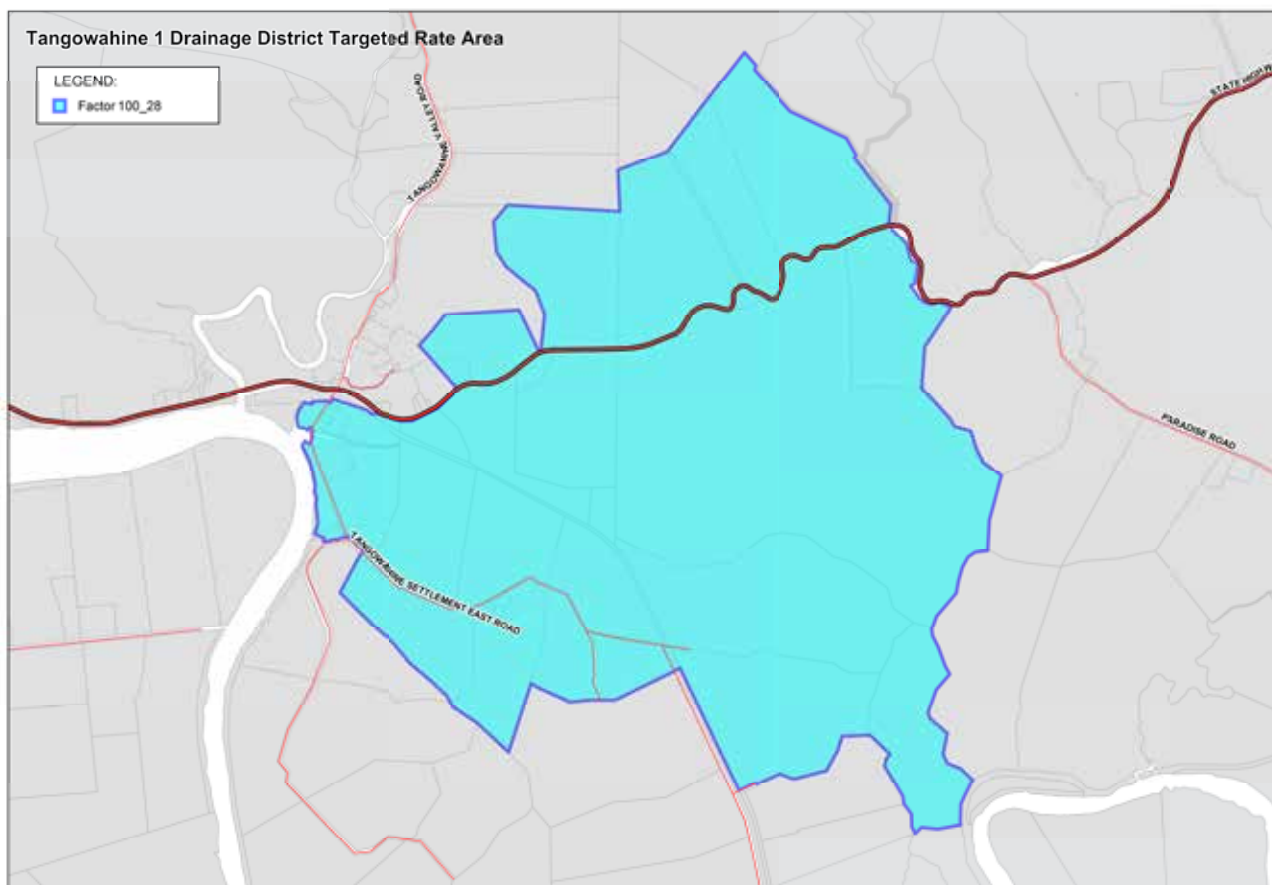 Tangowahine 1 Drainage District Targeted Rate Area
LEGEND:
Factor 100_28
TANGOWAHINE VALLEY ROAD
STATE HIGHW
PARADISE ROAD
TANGOWAHINE SETTLEMENT EAST ROAD